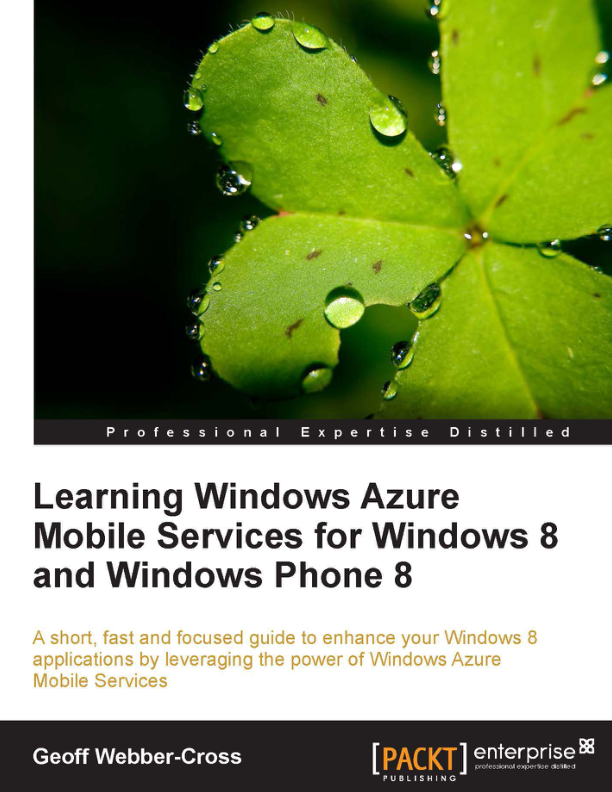 Professional Expertise Distilled
Learning Windows Azure
Mobile Services for Windows 8
and Windows Phone 8
A short, fast and focused guide to enhance your Windows 8
applications by leveraging the power of Windows Azure
Mobile Services
Geoff Webber-Cross
[PACKT]
PUBLISHING
enterprise
professional expertise distilled